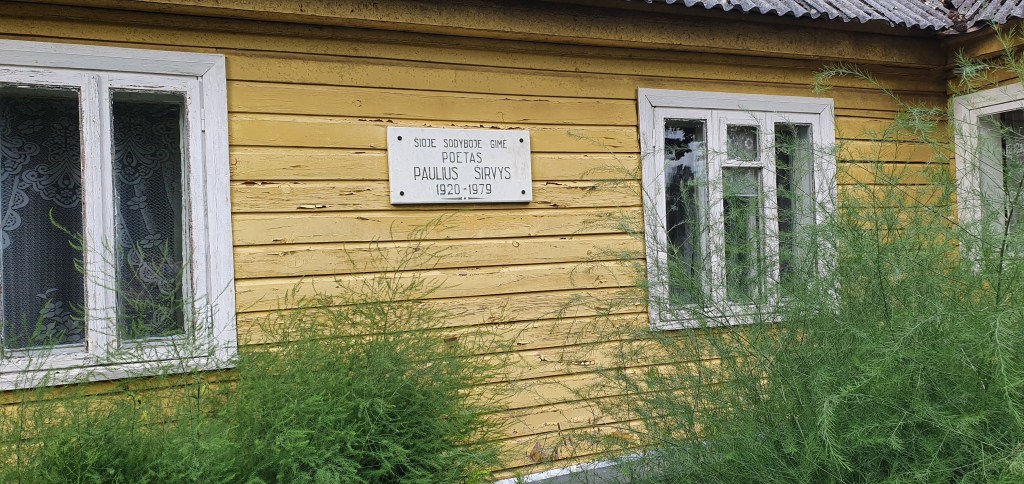 ŠIOJE SODYBOJE GIMĖ
POETAS
PAULIUS ŠIRVYS
1920-1979